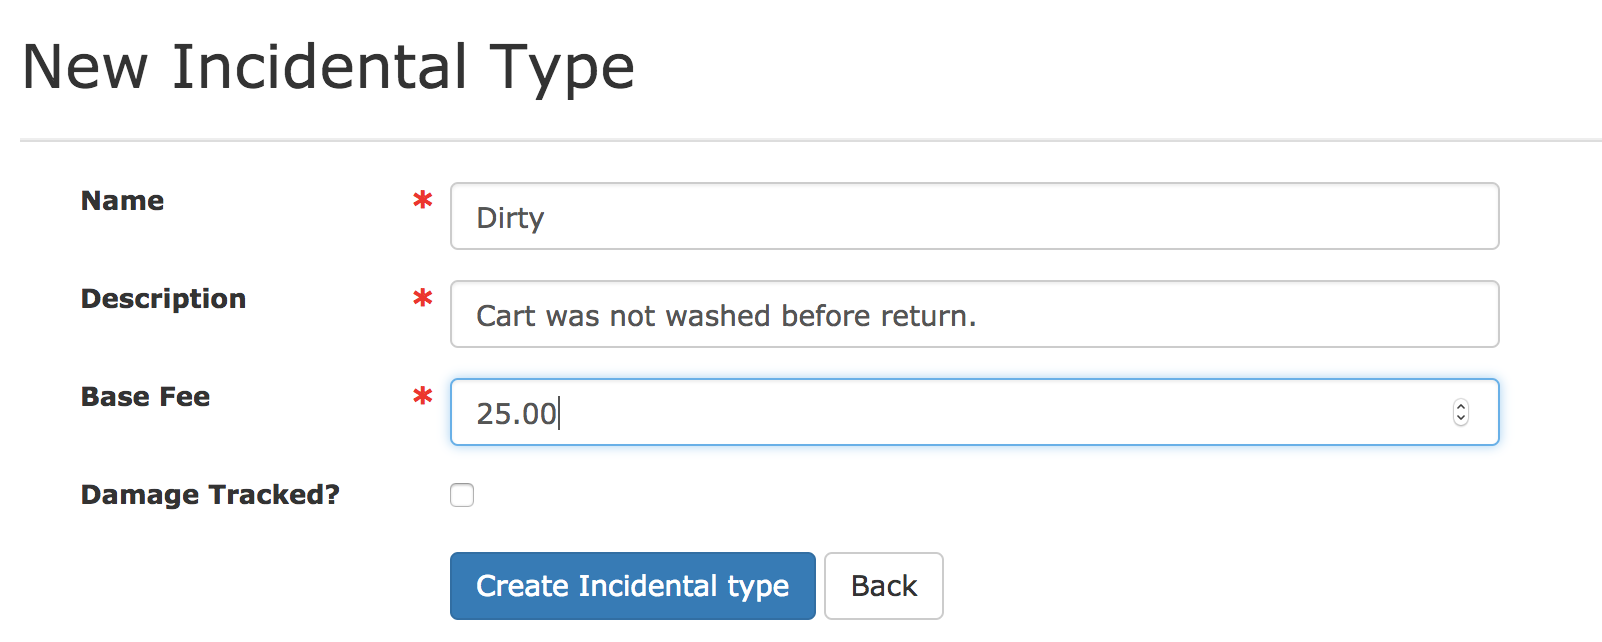 New Incidental Type
Name * Dirty
Description * Cart was not washed before return.
Base Fee * 25.00
Damage Tracked?
Create Incidental type Back